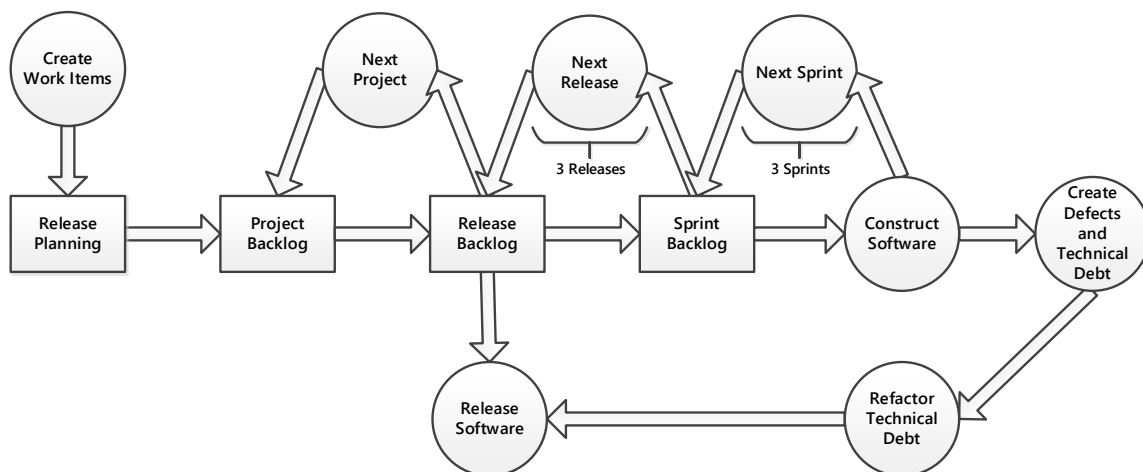 Create
Work Items
Next
Project
Next
Release
Next Sprint
3 Releases
3 Sprints
Release
Planning
Project
Backlog
Release
Backlog
Sprint
Backlog
Construct
Software
Create
Defects
and
Technical
Debt
Release
Software
Refactor
Technical
Debt